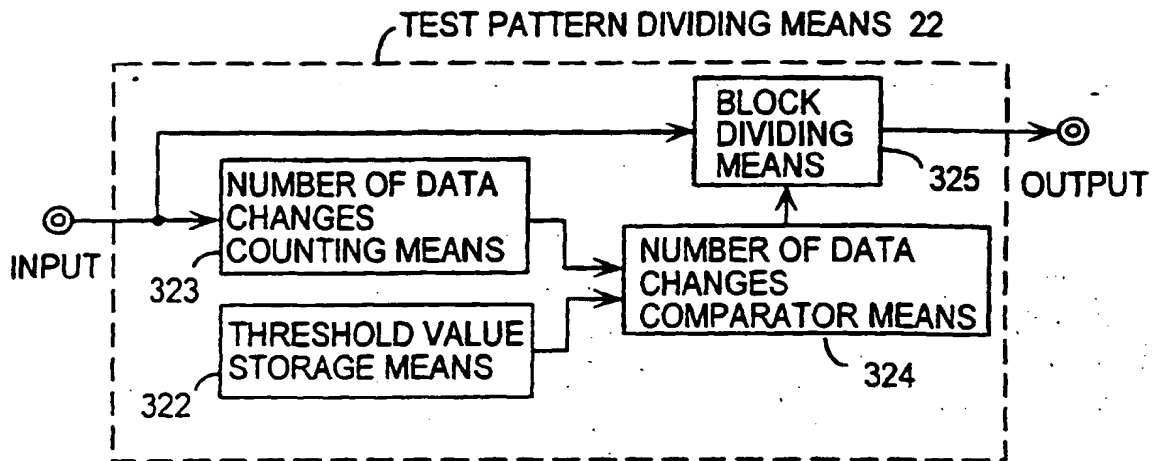 TEST PATTERN DIVIDING MEANS 22
BLOCK
DIVIDING
MEANS
325
OUTPUT
NUMBER OF DATA
CHANGES
COUNTING MEANS
INPUT
323
NUMBER OF DATA
CHANGES
COMPARATOR MEANS
324
THRESHOLD VALUE
STORAGE MEANS
322